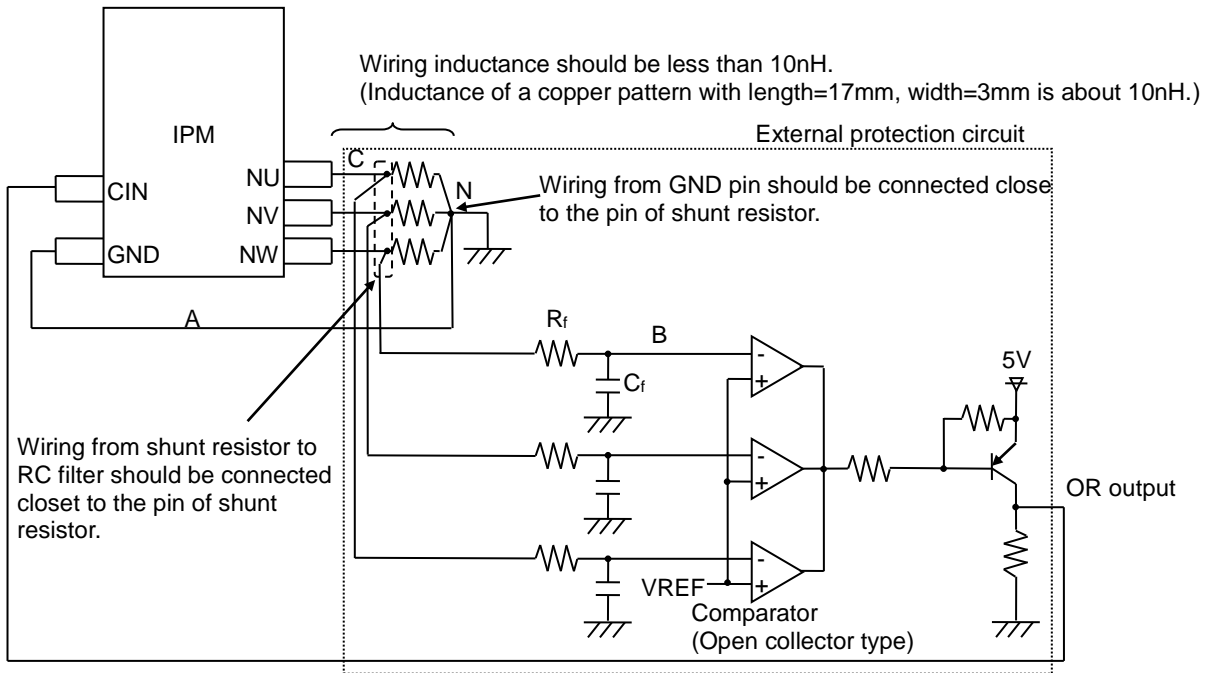 Wiring inductance should be less than 10nH.
(Inductance of a copper pattern with length=17mm, width=3mm is about 10nH.)
External protection circuit
IPM
C
NU
CIN
N
Wiring from GND pin should be connected close
to the pin of shunt resistor.
NV
GND
NW
A
Rf
B
5V
Cf
Wiring from shunt resistor to
RC filter should be connected
closet to the pin of shunt
resistor.
-
+
-
+
-
+
OR output
VREF
Comparator
(Open collector type)